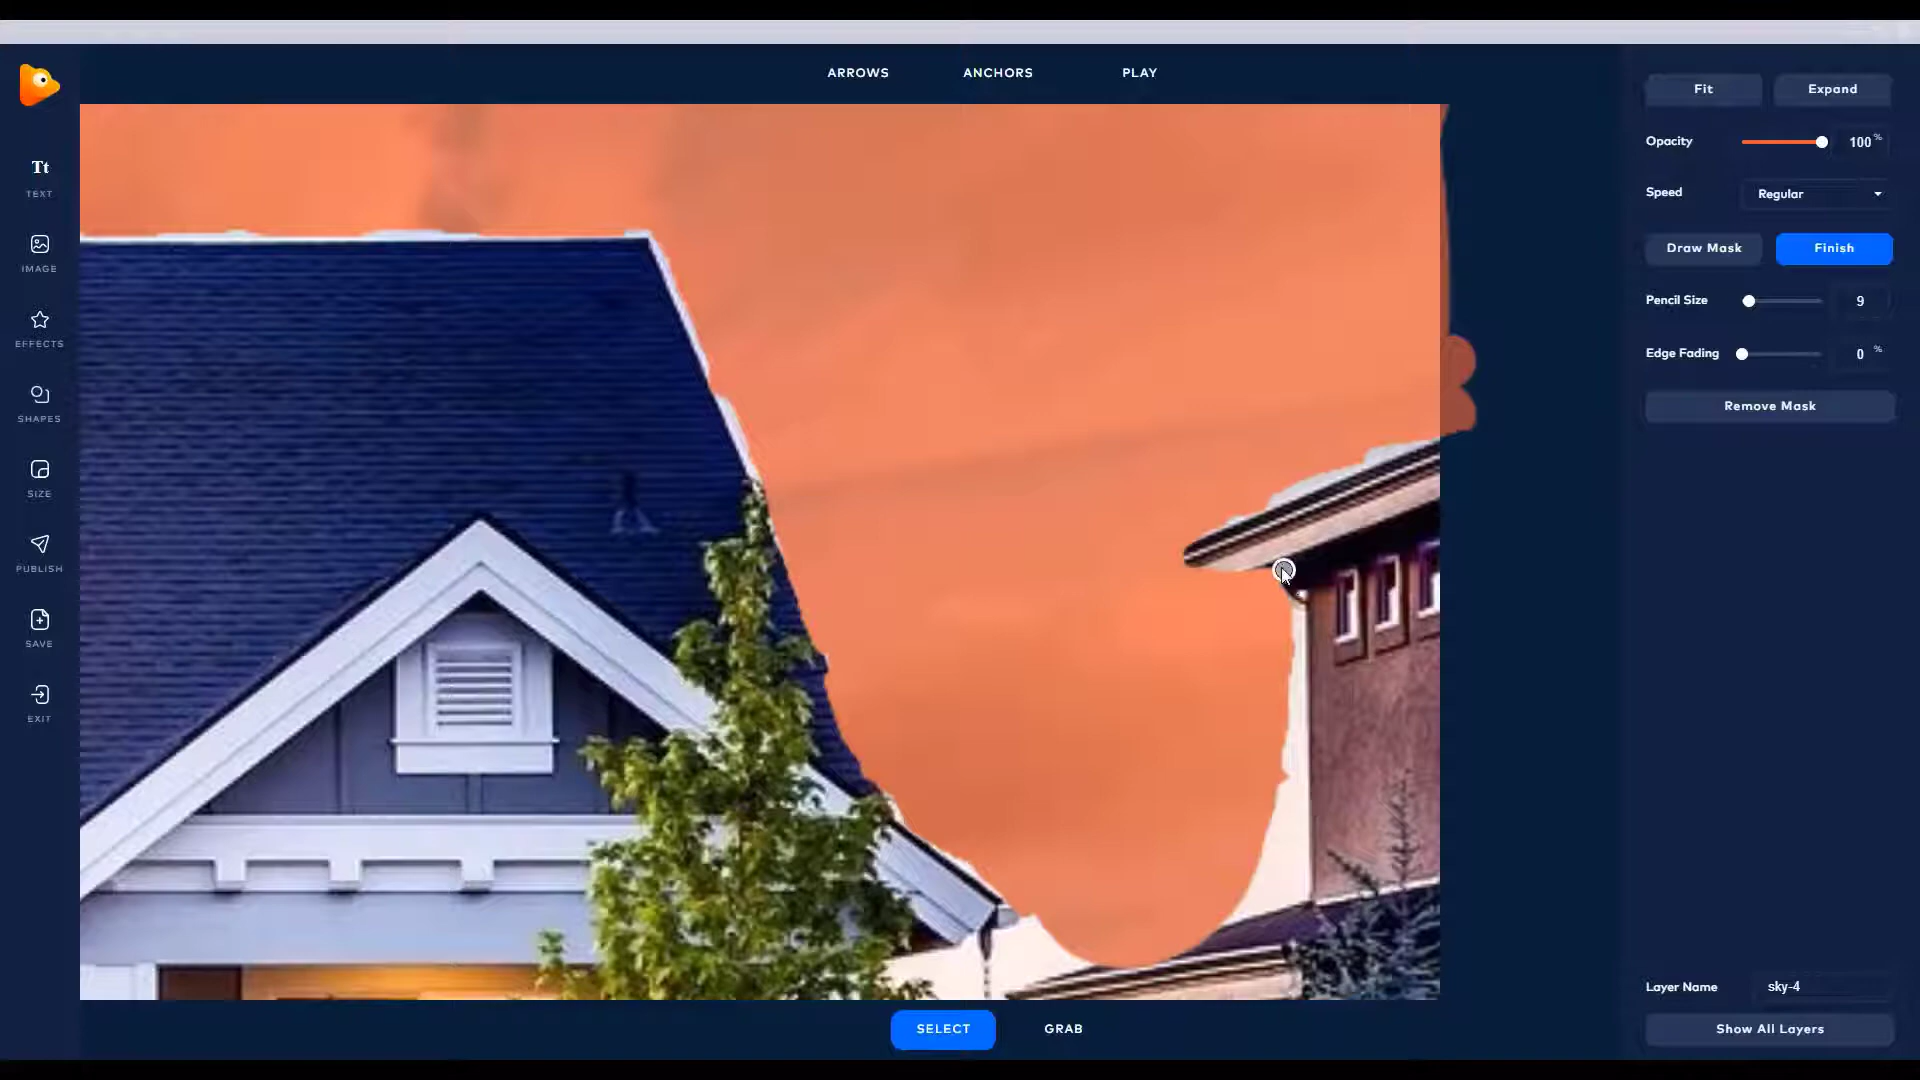 ARROWS
ANCHORS
PLAY
Tt
TEXT
IMAGE
EFFECTS
SHAPES
SIZE
PUBLISH
SAVE
EXIT
Fit
Expand
Opacity
100 %
Speed
Regular
Draw Mask
Finish
Pencil Size
9
Edge Fading
0 %
Remove Mask
Layer Name
sky-4
Show All Layers
SELECT
GRAB